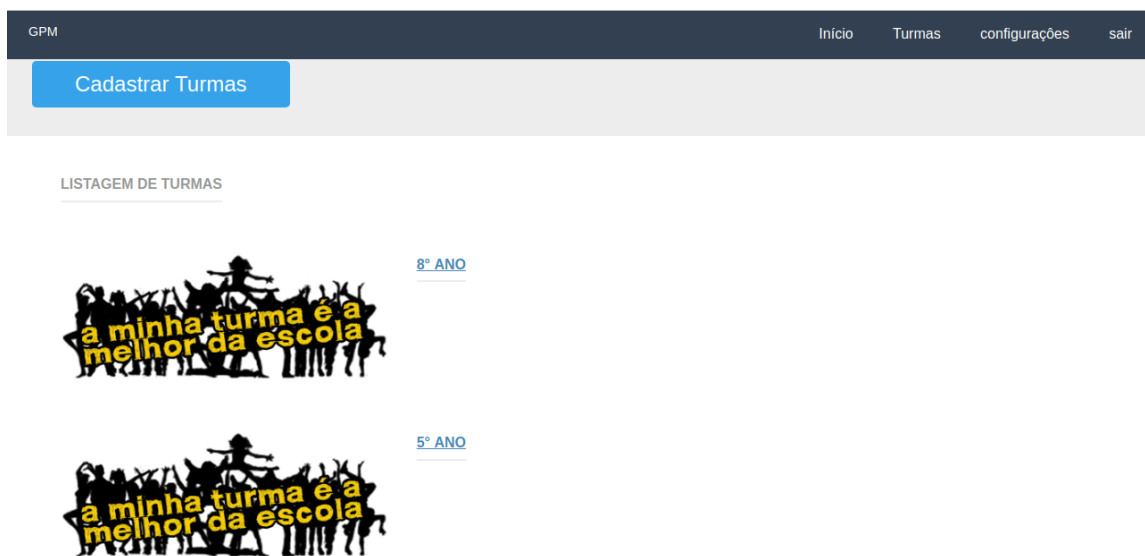 GPM
Início Turmas configurações sair
Cadastrar Turmas
LISTAGEM DE TURMAS
8° ANO
a minha turma é a
melhor da escola
5° ANO
a minha turma é a
melhor da escola